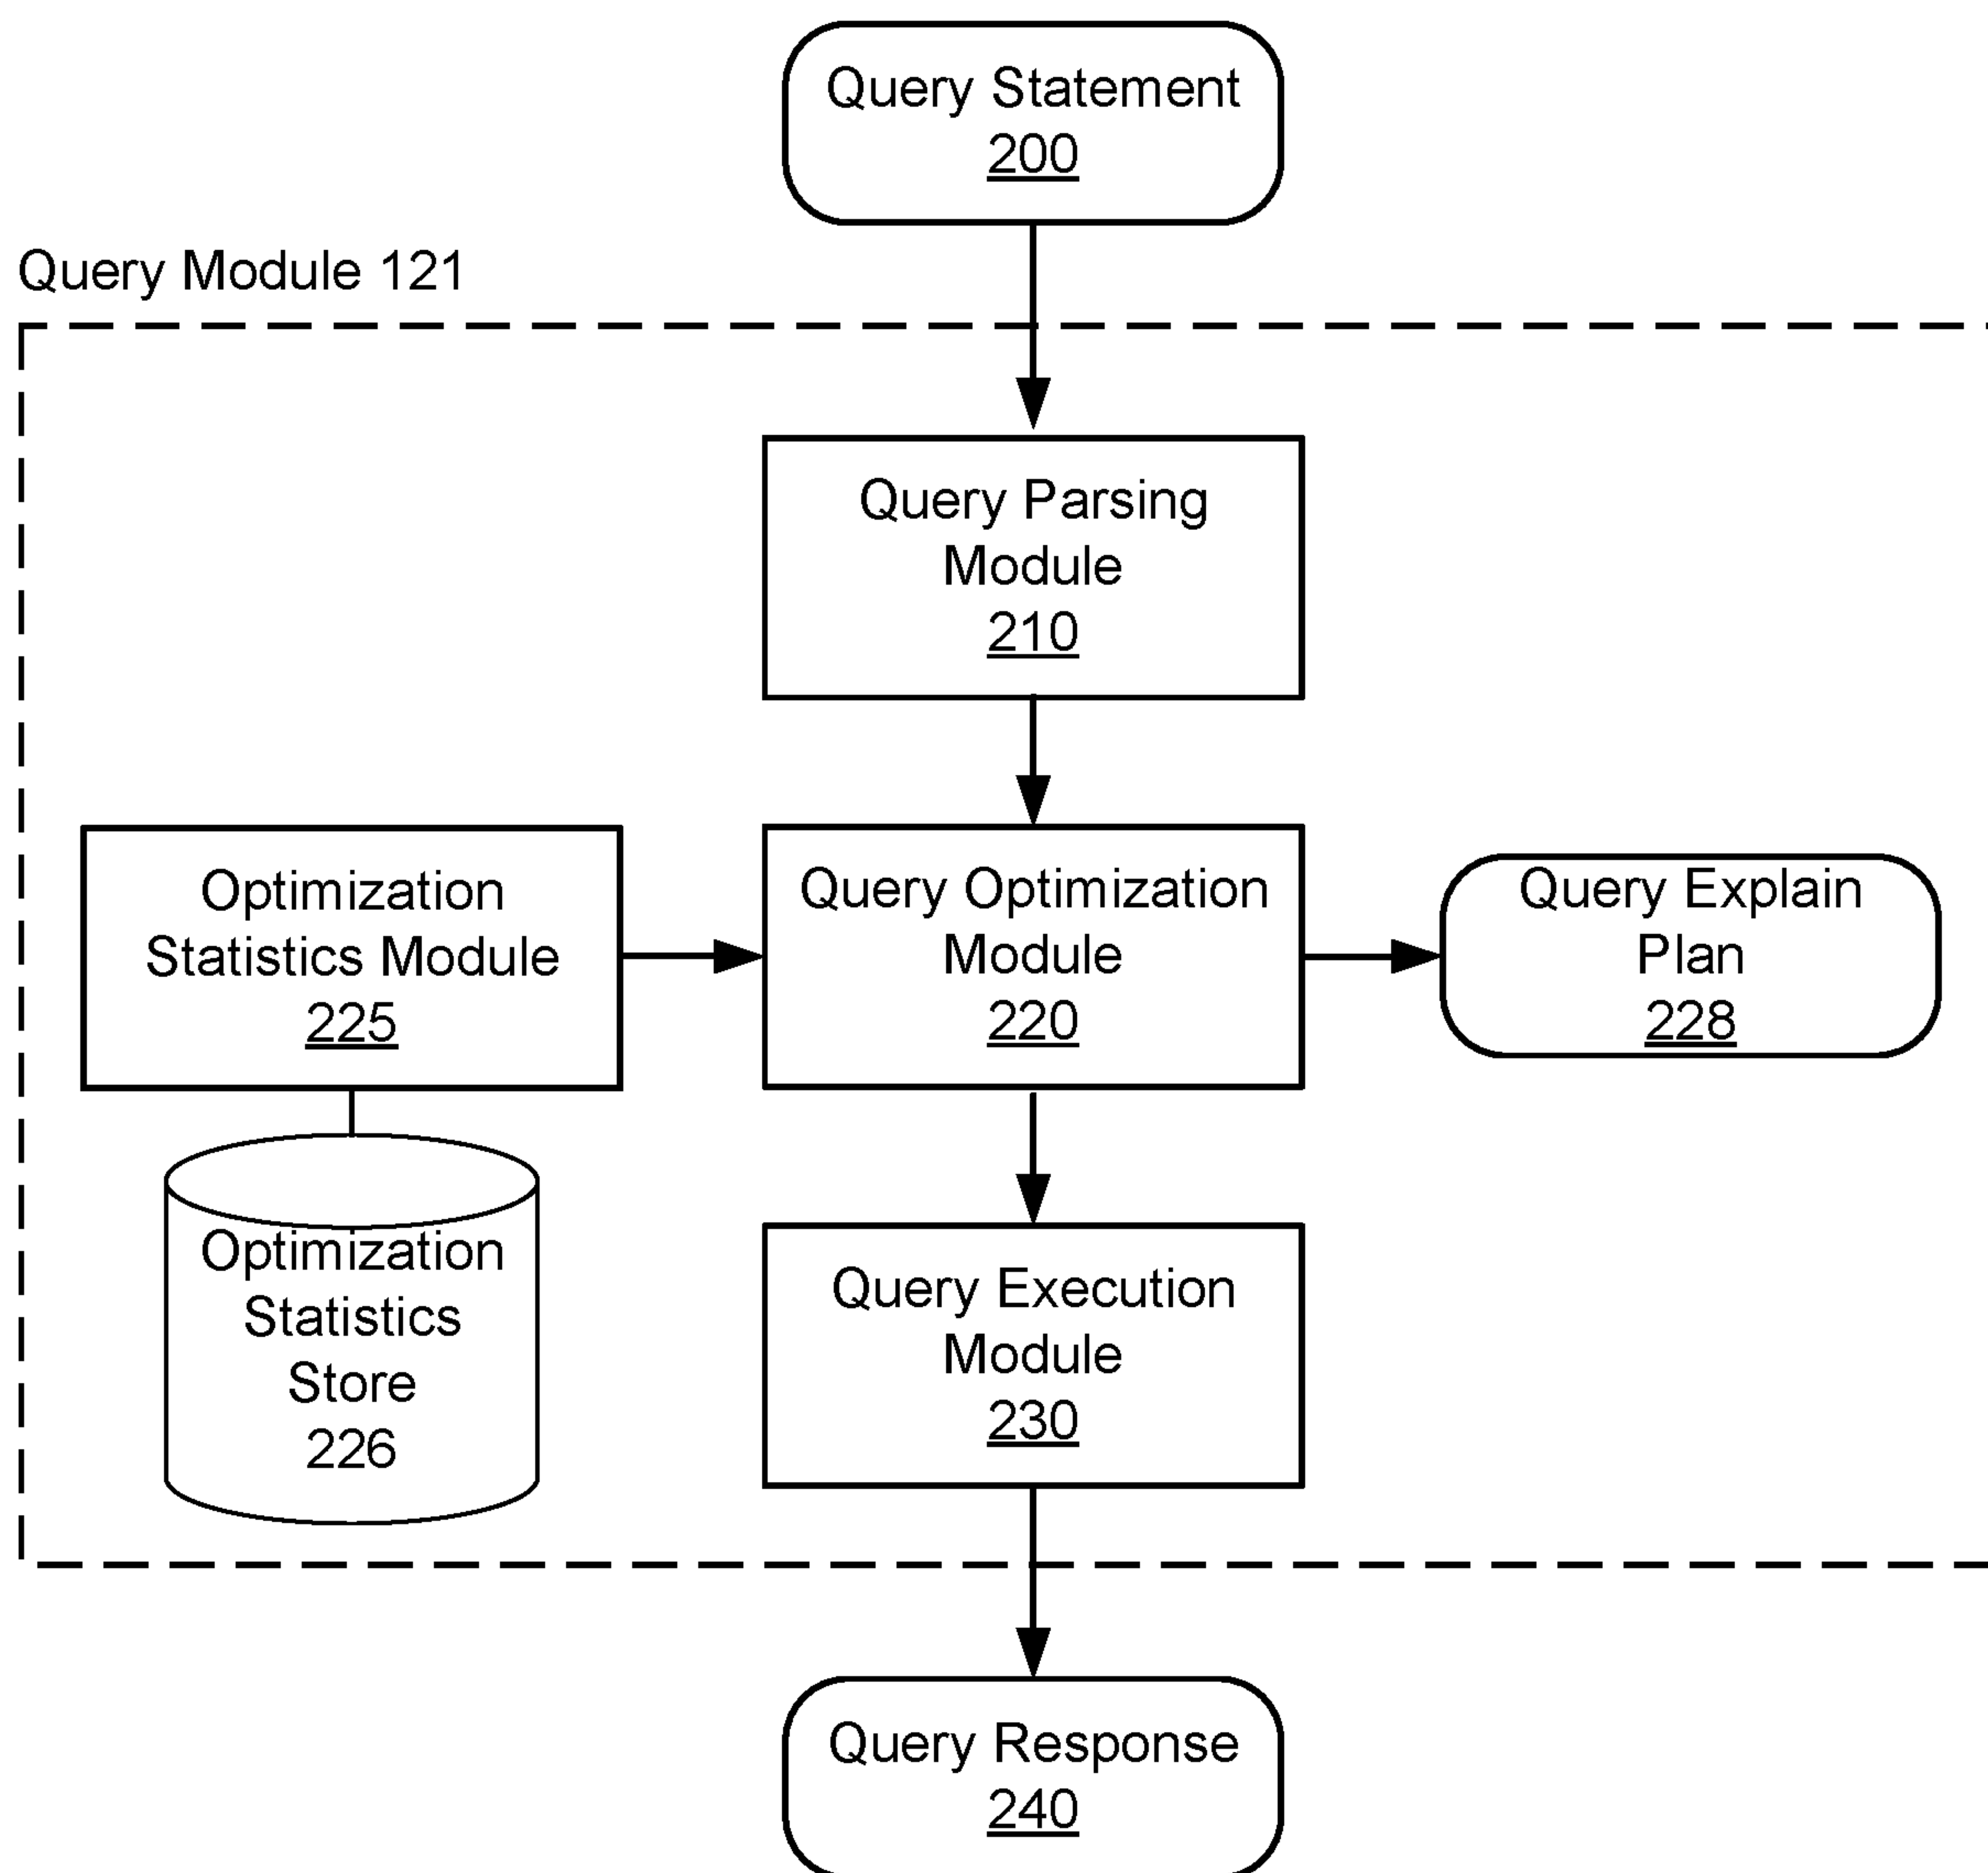 Query Statement
200
Query Module 121
Query Parsing
Module
210
Optimization
Statistics Module
225
Query Optimization
Module
220
Query Explain
Plan
228
Optimization
Statistics
Store
226
Query Execution
Module
230
Query Response
240